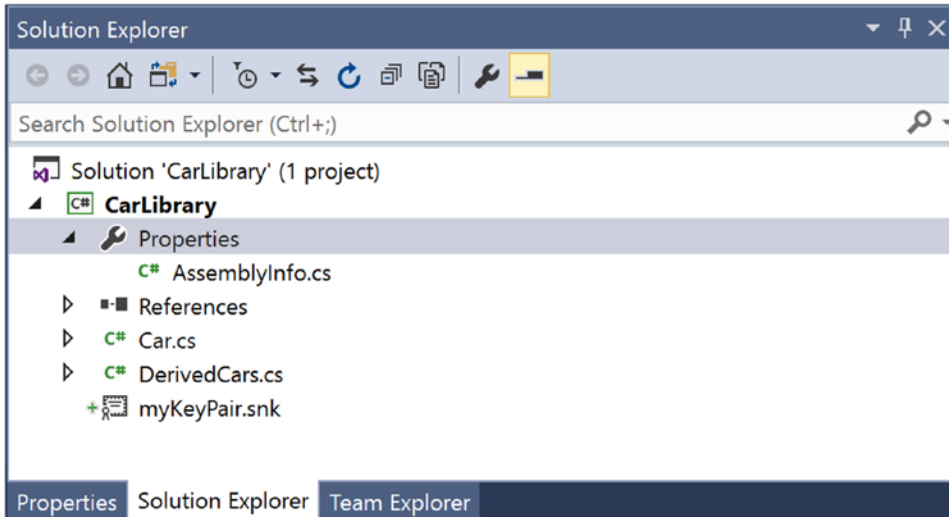 Solution Explorer
Search Solution Explorer (Ctrl+;)
Solution 'CarLibrary' (1 project)
C# CarLibrary
Properties
C# AssemblyInfo.cs
References
C# Car.cs
C# DerivedCars.cs
myKeyPair.snk
Properties Solution Explorer Team Explorer